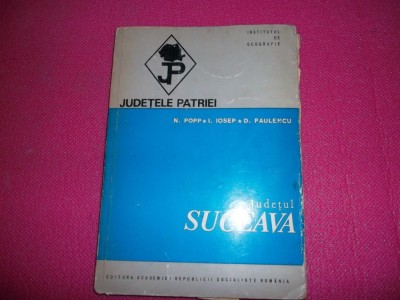 INSTITUTUL
DE
GEOGRAFIE
JP
JUDEȚELE PATRIEI
N. POPP • I. IOSEP • D. PAULENCU
Județul
SUCEAVA
EDITURA ACADEMIEI REPUBLICII SOCIALISTE ROMÂNIA